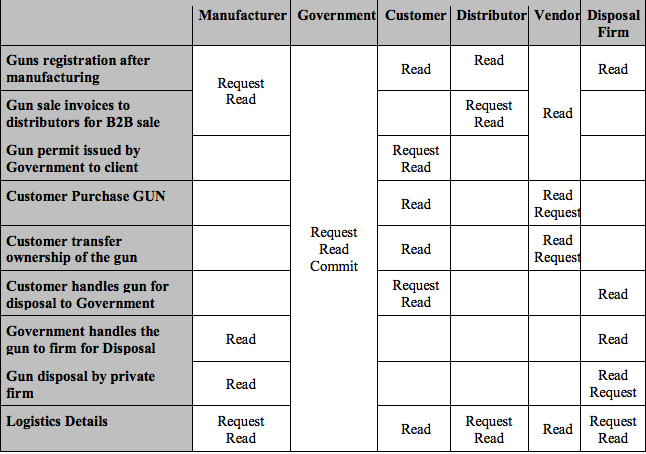 Manufacturer Government Customer Distributor Vendor Disposal
Firm
Guns registration after
manufacturing
Request
Read
Read
Read
Read
Gun sale invoices to
distributors for B2B sale
Request
Read
Read
Gun permit issued by
Government to client
Request
Read
Customer Purchase GUN
Read
Read
Request
Request
Read
Commit
Customer transfer
ownership of the gun
Read
Read
Request
Customer handles gun for
disposal to Government
Request
Read
Read
Government handles the
gun to firm for Disposal
Read
Read
Gun disposal by private
firm
Read
Read
Request
Logistics Details
Request
Read
Read
Request
Read
Read
Request
Read